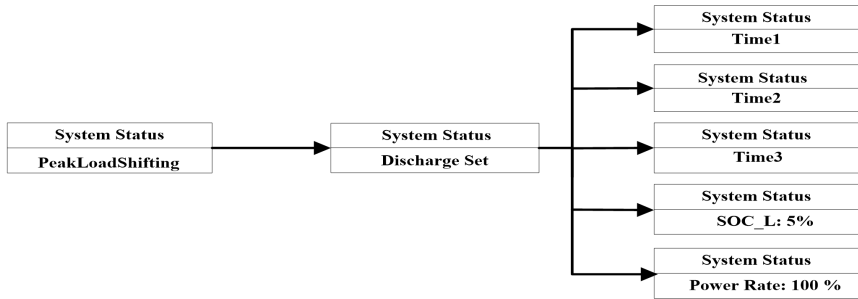 System Status
PeakLoadShifting
System Status
Discharge Set
System Status
Time1
System Status
Time2
System Status
Time3
System Status
SOC_L: 5%
System Status
Power Rate: 100 %